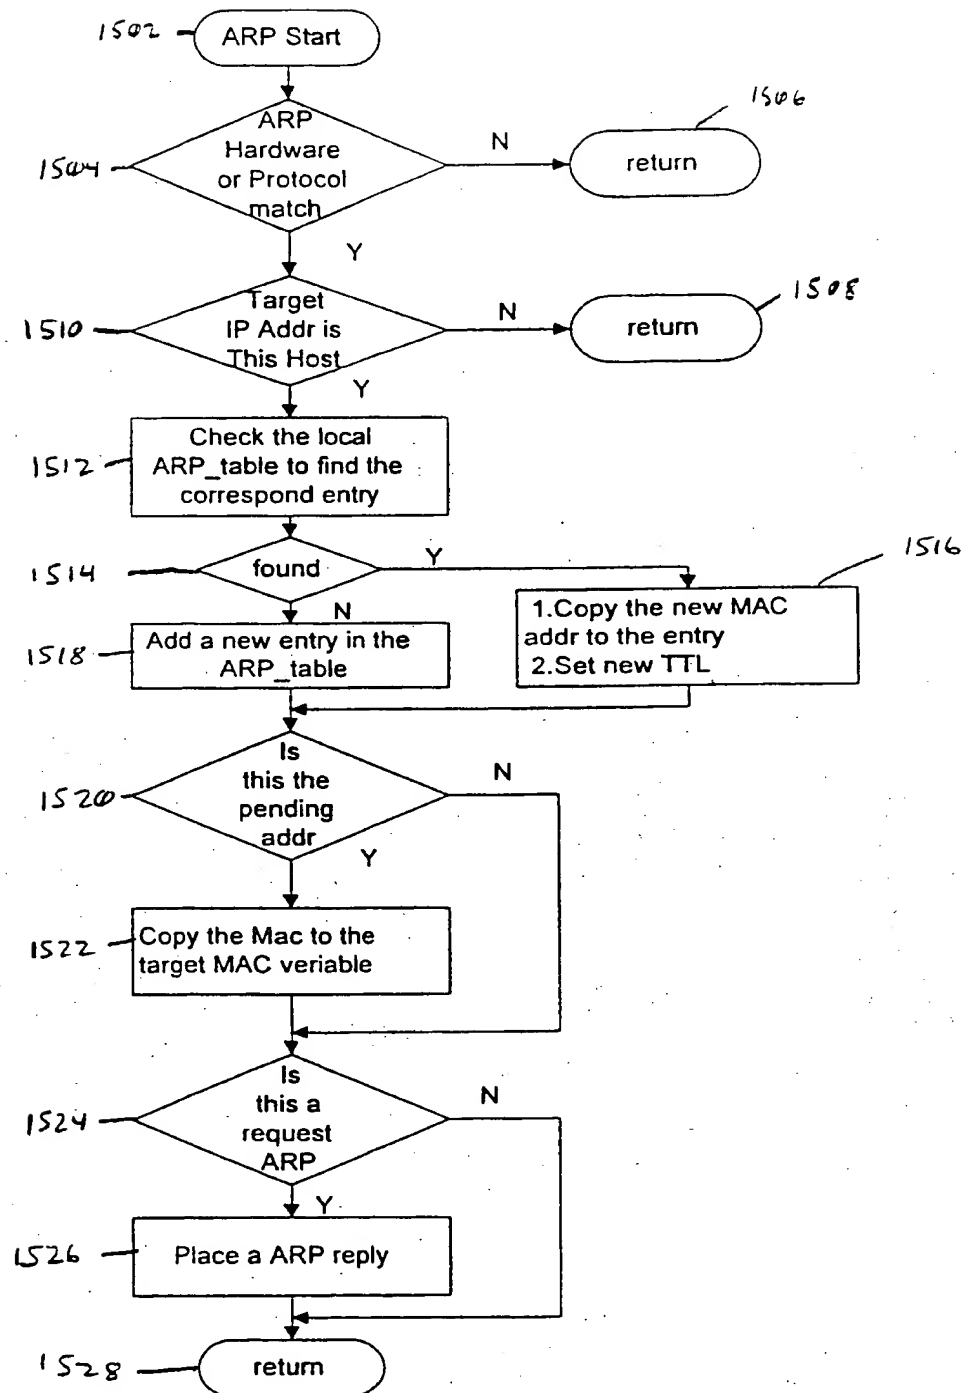 1502
ARP Start
1504
ARP
Hardware
or Protocol
match
N
1506
return
Y
1510
Target
IP Addr is
This Host
N
1508
return
Y
1512
Check the local
ARP_table to find the
correspond entry
1514
found
Y
1516
1.Copy the new MAC
addr to the entry
2.Set new TTL
N
1518
Add a new entry in the
ARP_table
1520
Is
this the
pending
addr
N
Y
1522
Copy the Mac to the
target MAC veriable
1524
Is
this a
request
ARP
N
Y
1526
Place a ARP reply
1528
return